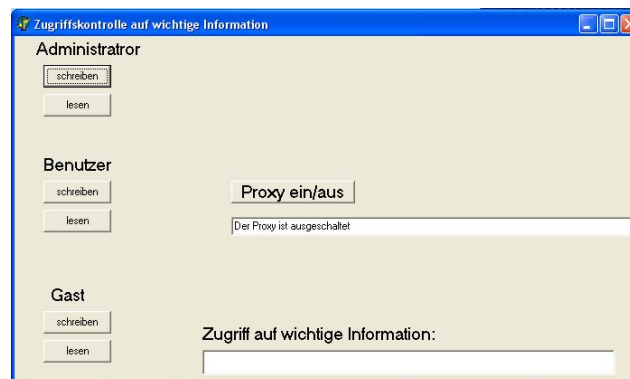 Zugriffskontrolle auf wichtige Information
Administratror
schreiben
lesen
Benutzer
schreiben
Proxy ein/aus
lesen
Der Proxy ist ausgeschaltet
Gast
schreiben
Zugriff auf wichtige Information:
lesen